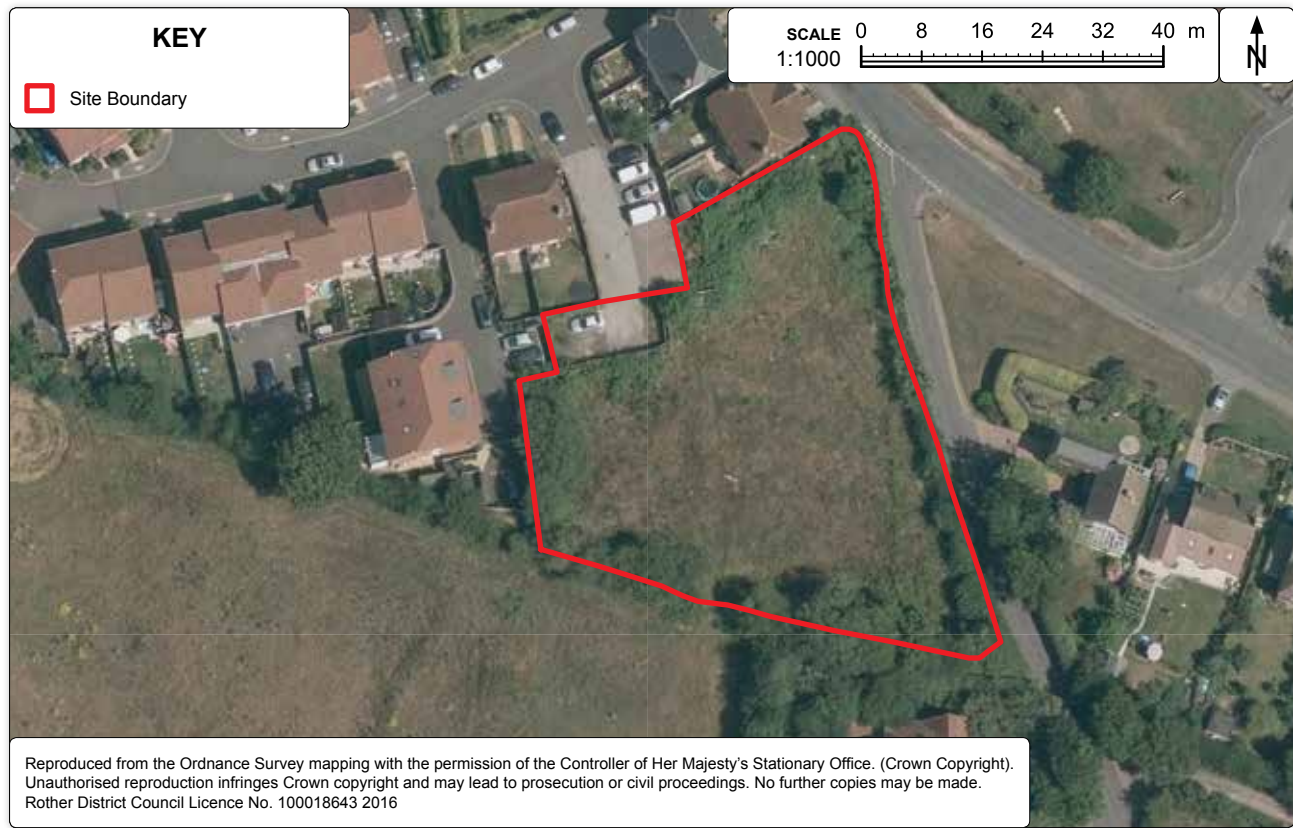 KEY
Site Boundary
SCALE 0 8 16 24 32 40 m
1:1000
N
Reproduced from the Ordnance Survey mapping with the permission of the Controller of Her Majesty's Stationary Office. (Crown Copyright).
Unauthorised reproduction infringes Crown copyright and may lead to prosecution or civil proceedings. No further copies may be made.
Rother District Council Licence No. 100018643 2016